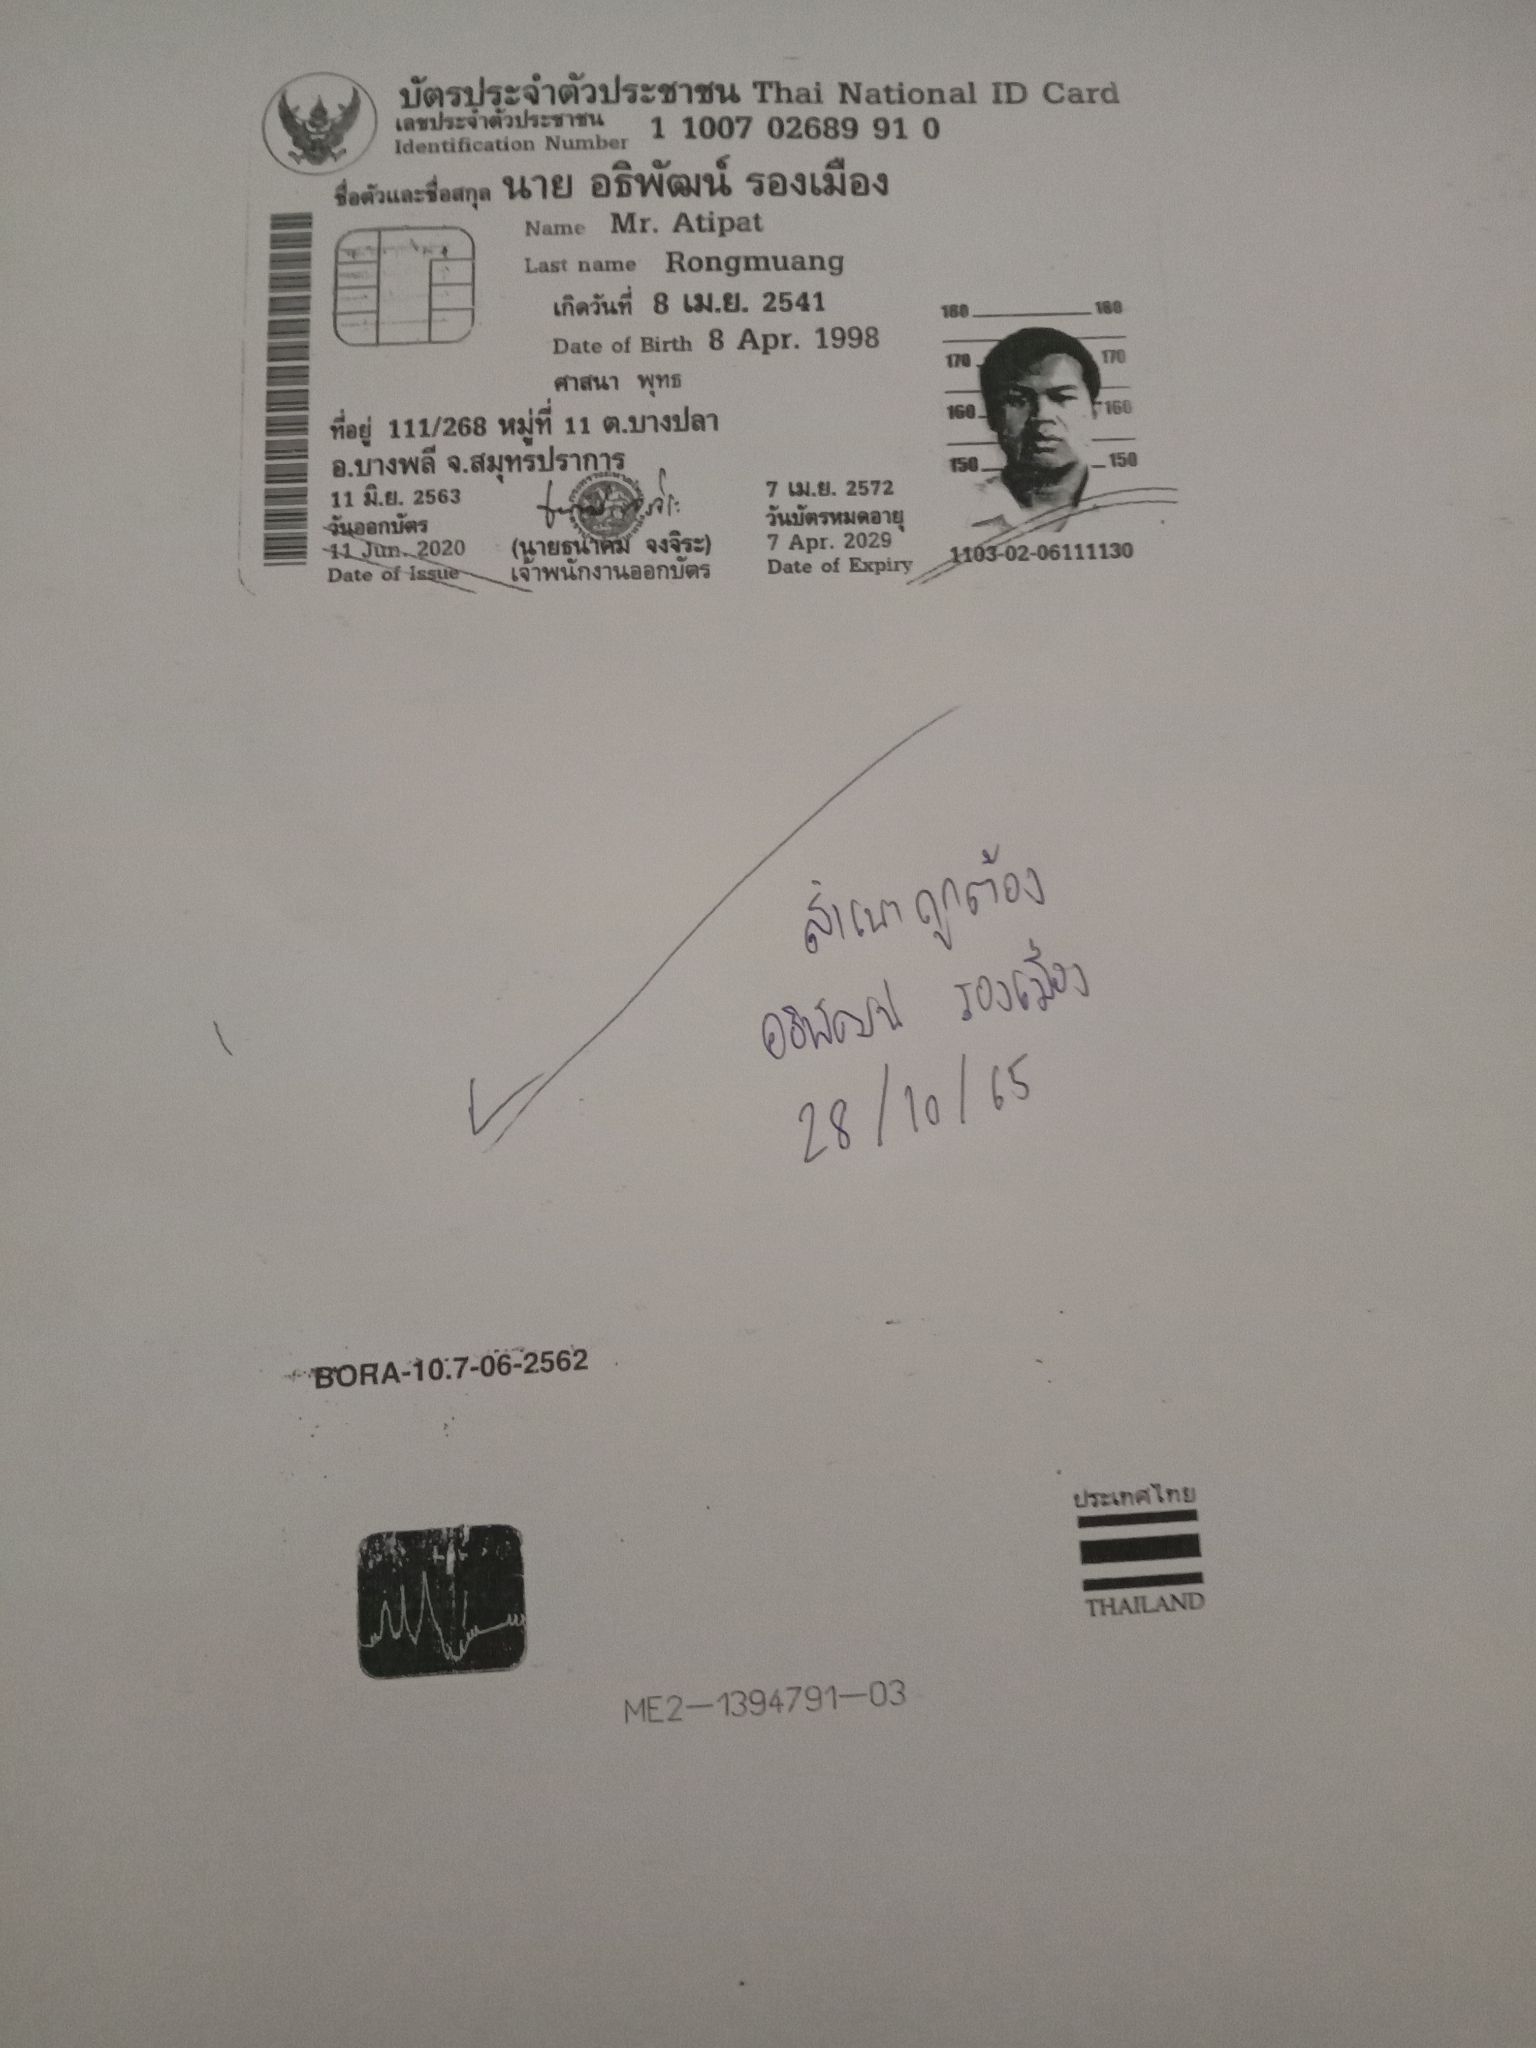 บัตรประจำตัวประชาชน Thai National ID Card
เลขประจำตัวประชาชน
Identification Number 1 1007 02689 91 0
ชื่อตัวและชื่อสกุล นาย อธิพัฒน์ รองเมือง
Name Mr. Atipat
Last name Rongmuang
เกิดวันที่ 8 เม.ย. 2541
Date of Birth 8 Apr. 1998
ศาสนา พุทธ
ที่อยู่ 111/268 หมู่ที่ 11 ต.บางปลา
อ.บางพลี จ.สมุทรปราการ
180 180
170 170
160 160
150 150
11 มิ.ย. 2563
วันออกบัตร
11 Jun. 2020
Date of Issue
(นายธนาคม จงจิระ)
เจ้าพนักงานออกบัตร
7 เม.ย. 2572
วันบัตรหมดอายุ
7 Apr. 2029
Date of Expiry
1103-02-06111130
สำเนาถูกต้อง
อธิพัฒน์ รองเมือง
28/10/65
BORA-10.7-06-2562
ประเทศไทย
THAILAND
ME2-1394791-03